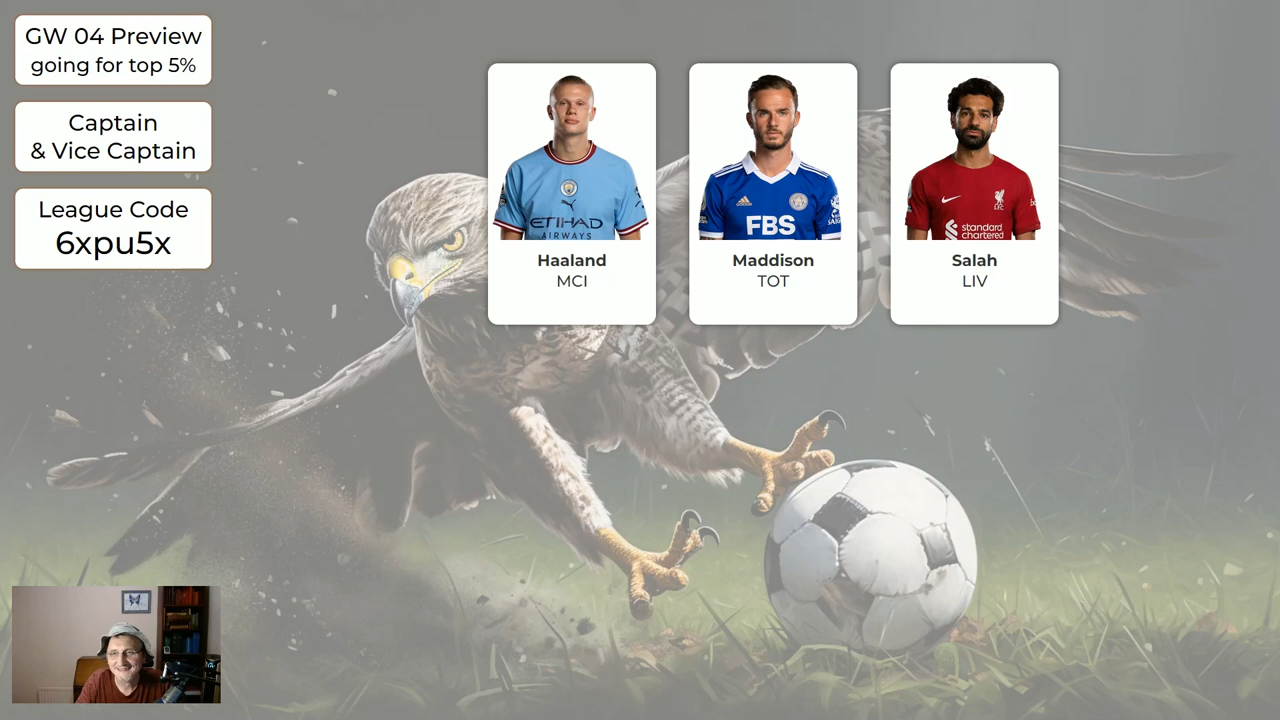 GW 04 Preview
going for top 5%
Captain
& Vice Captain
League Code
6xpu5x
ETIHAD
AIRWAYS
Haaland
MCI
adidas
FBS
Maddison
TOT
standard
chartered
Salah
LIV